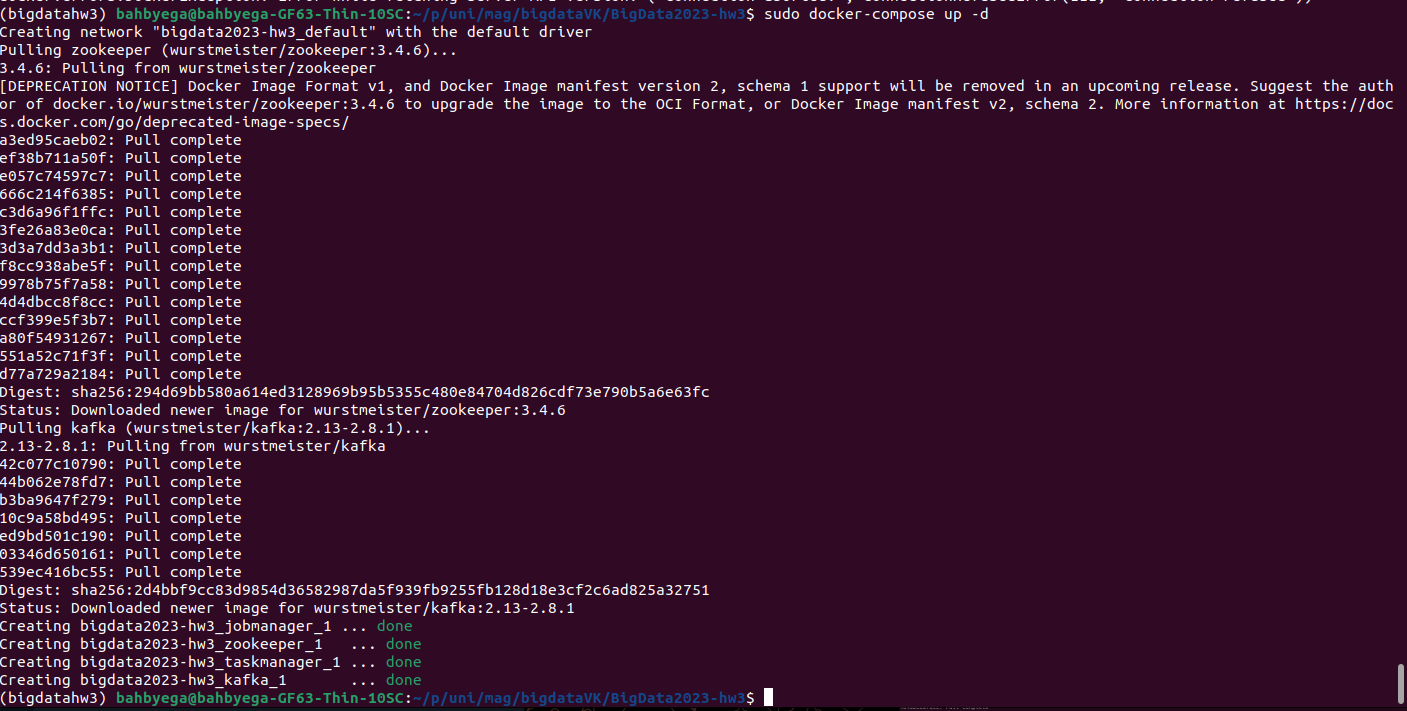 (bigdatahw3) bahbyega@bahbyega-GF63-Thin-10SC:~/p/uni/mag/bigdataVK/BigData2023-hw3$ sudo docker-compose up -d
Creating network "bigdata2023-hw3_default" with the default driver
Pulling zookeeper (wurstmeister/zookeeper:3.4.6)...
3.4.6: Pulling from wurstmeister/zookeeper
[DEPRECATION NOTICE] Docker Image Format v1, and Docker Image manifest version 2, schema 1 support will be removed in an upcoming release. Suggest the auth
or of docker.io/wurstmeister/zookeeper:3.4.6 to upgrade the image to the OCI Format, or Docker Image manifest v2, schema 2. More information at https://doc
s.docker.com/go/deprecated-image-specs/
a3ed95caeb02: Pull complete
ef38b711a50f: Pull complete
e057c74597c7: Pull complete
666c214f6385: Pull complete
c3d6a96f1ffc: Pull complete
3fe26a83e0ca: Pull complete
3d3a7dd3a3b1: Pull complete
f8cc938abe5f: Pull complete
9978b75f7a58: Pull complete
4d4dbcc8f8cc: Pull complete
ccf399e5f3b7: Pull complete
a80f54931267: Pull complete
551a52c71f3f: Pull complete
d77a729a2184: Pull complete
Digest: sha256:294d69bb580a614ed3128969b95b5355c480e84704d826cdf73e790b5a6e63fc
Status: Downloaded newer image for wurstmeister/zookeeper:3.4.6
Pulling kafka (wurstmeister/kafka:2.13-2.8.1)...
2.13-2.8.1: Pulling from wurstmeister/kafka
42c077c10790: Pull complete
44b062e78fd7: Pull complete
b3ba9647f279: Pull complete
10c9a58bd495: Pull complete
ed9bd501c190: Pull complete
03346d650161: Pull complete
539ec416bc55: Pull complete
Digest: sha256:2d4bbf9cc83d9854d36582987da5f939fb9255fb128d18e3cf2c6ad825a32751
Status: Downloaded newer image for wurstmeister/kafka:2.13-2.8.1
Creating bigdata2023-hw3_jobmanager_1 ... done
Creating bigdata2023-hw3_zookeeper_1   ... done
Creating bigdata2023-hw3_taskmanager_1 ... done
Creating bigdata2023-hw3_kafka_1       ... done
(bigdatahw3) bahbyega@bahbyega-GF63-Thin-10SC:~/p/uni/mag/bigdataVK/BigData2023-hw3$